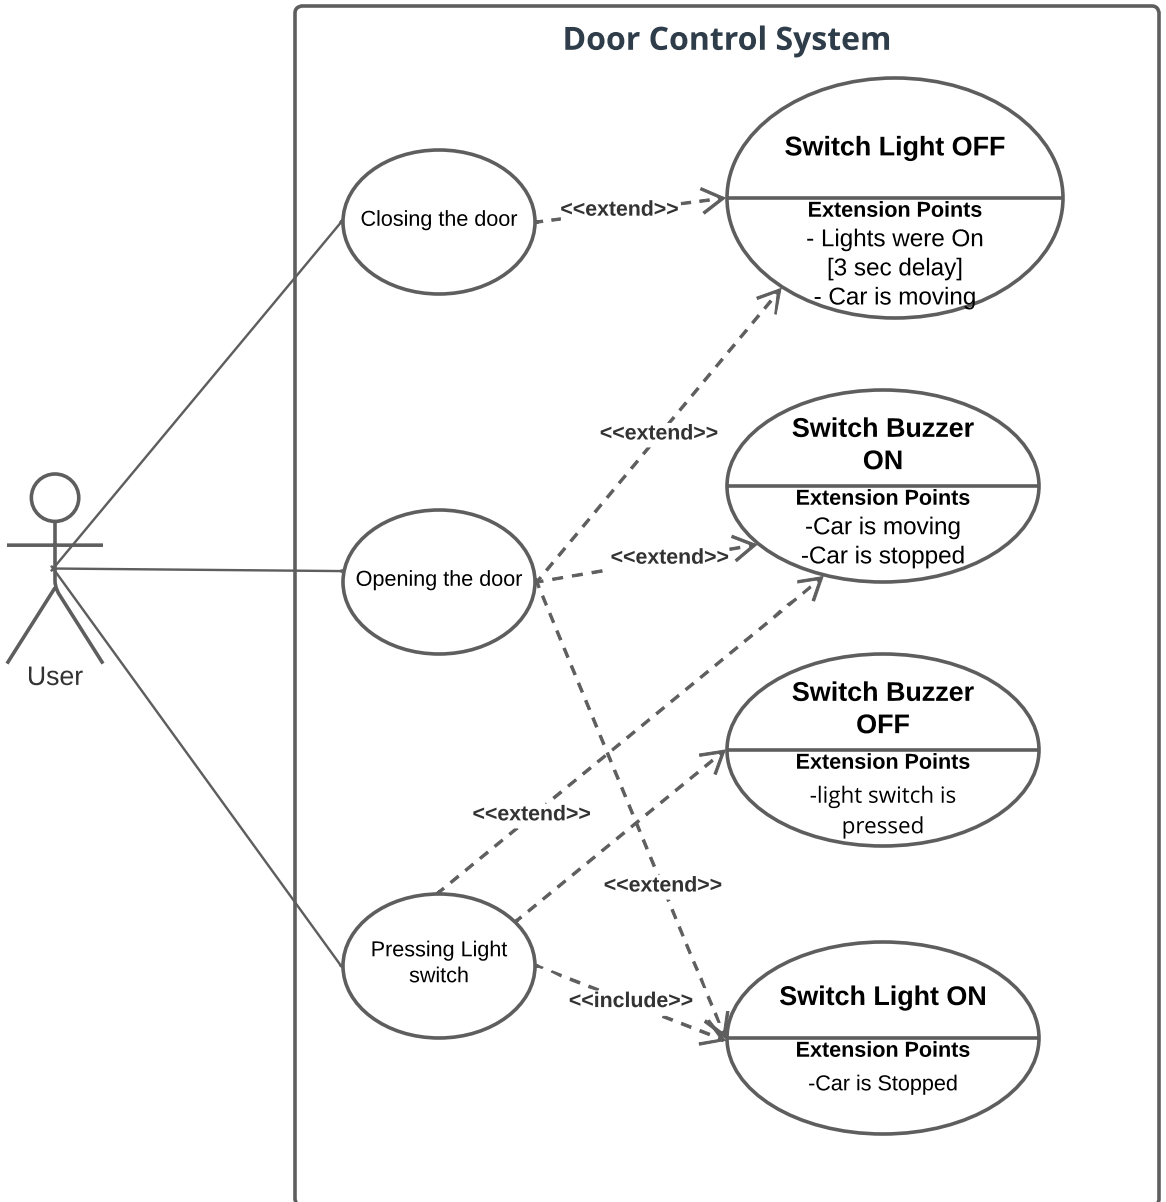 Door Control System
Switch Light OFF
Extension Points
- Lights were On
[3 sec delay]
- Car is moving
Closing the door
<<extend>>
<<extend>>
Switch Buzzer
ON
Extension Points
-Car is moving
-Car is stopped
<<extend>>
Opening the door
User
Switch Buzzer
OFF
Extension Points
-light switch is
pressed
<<extend>>
<<extend>>
Pressing Light
switch
<<include>>
Switch Light ON
Extension Points
-Car is Stopped